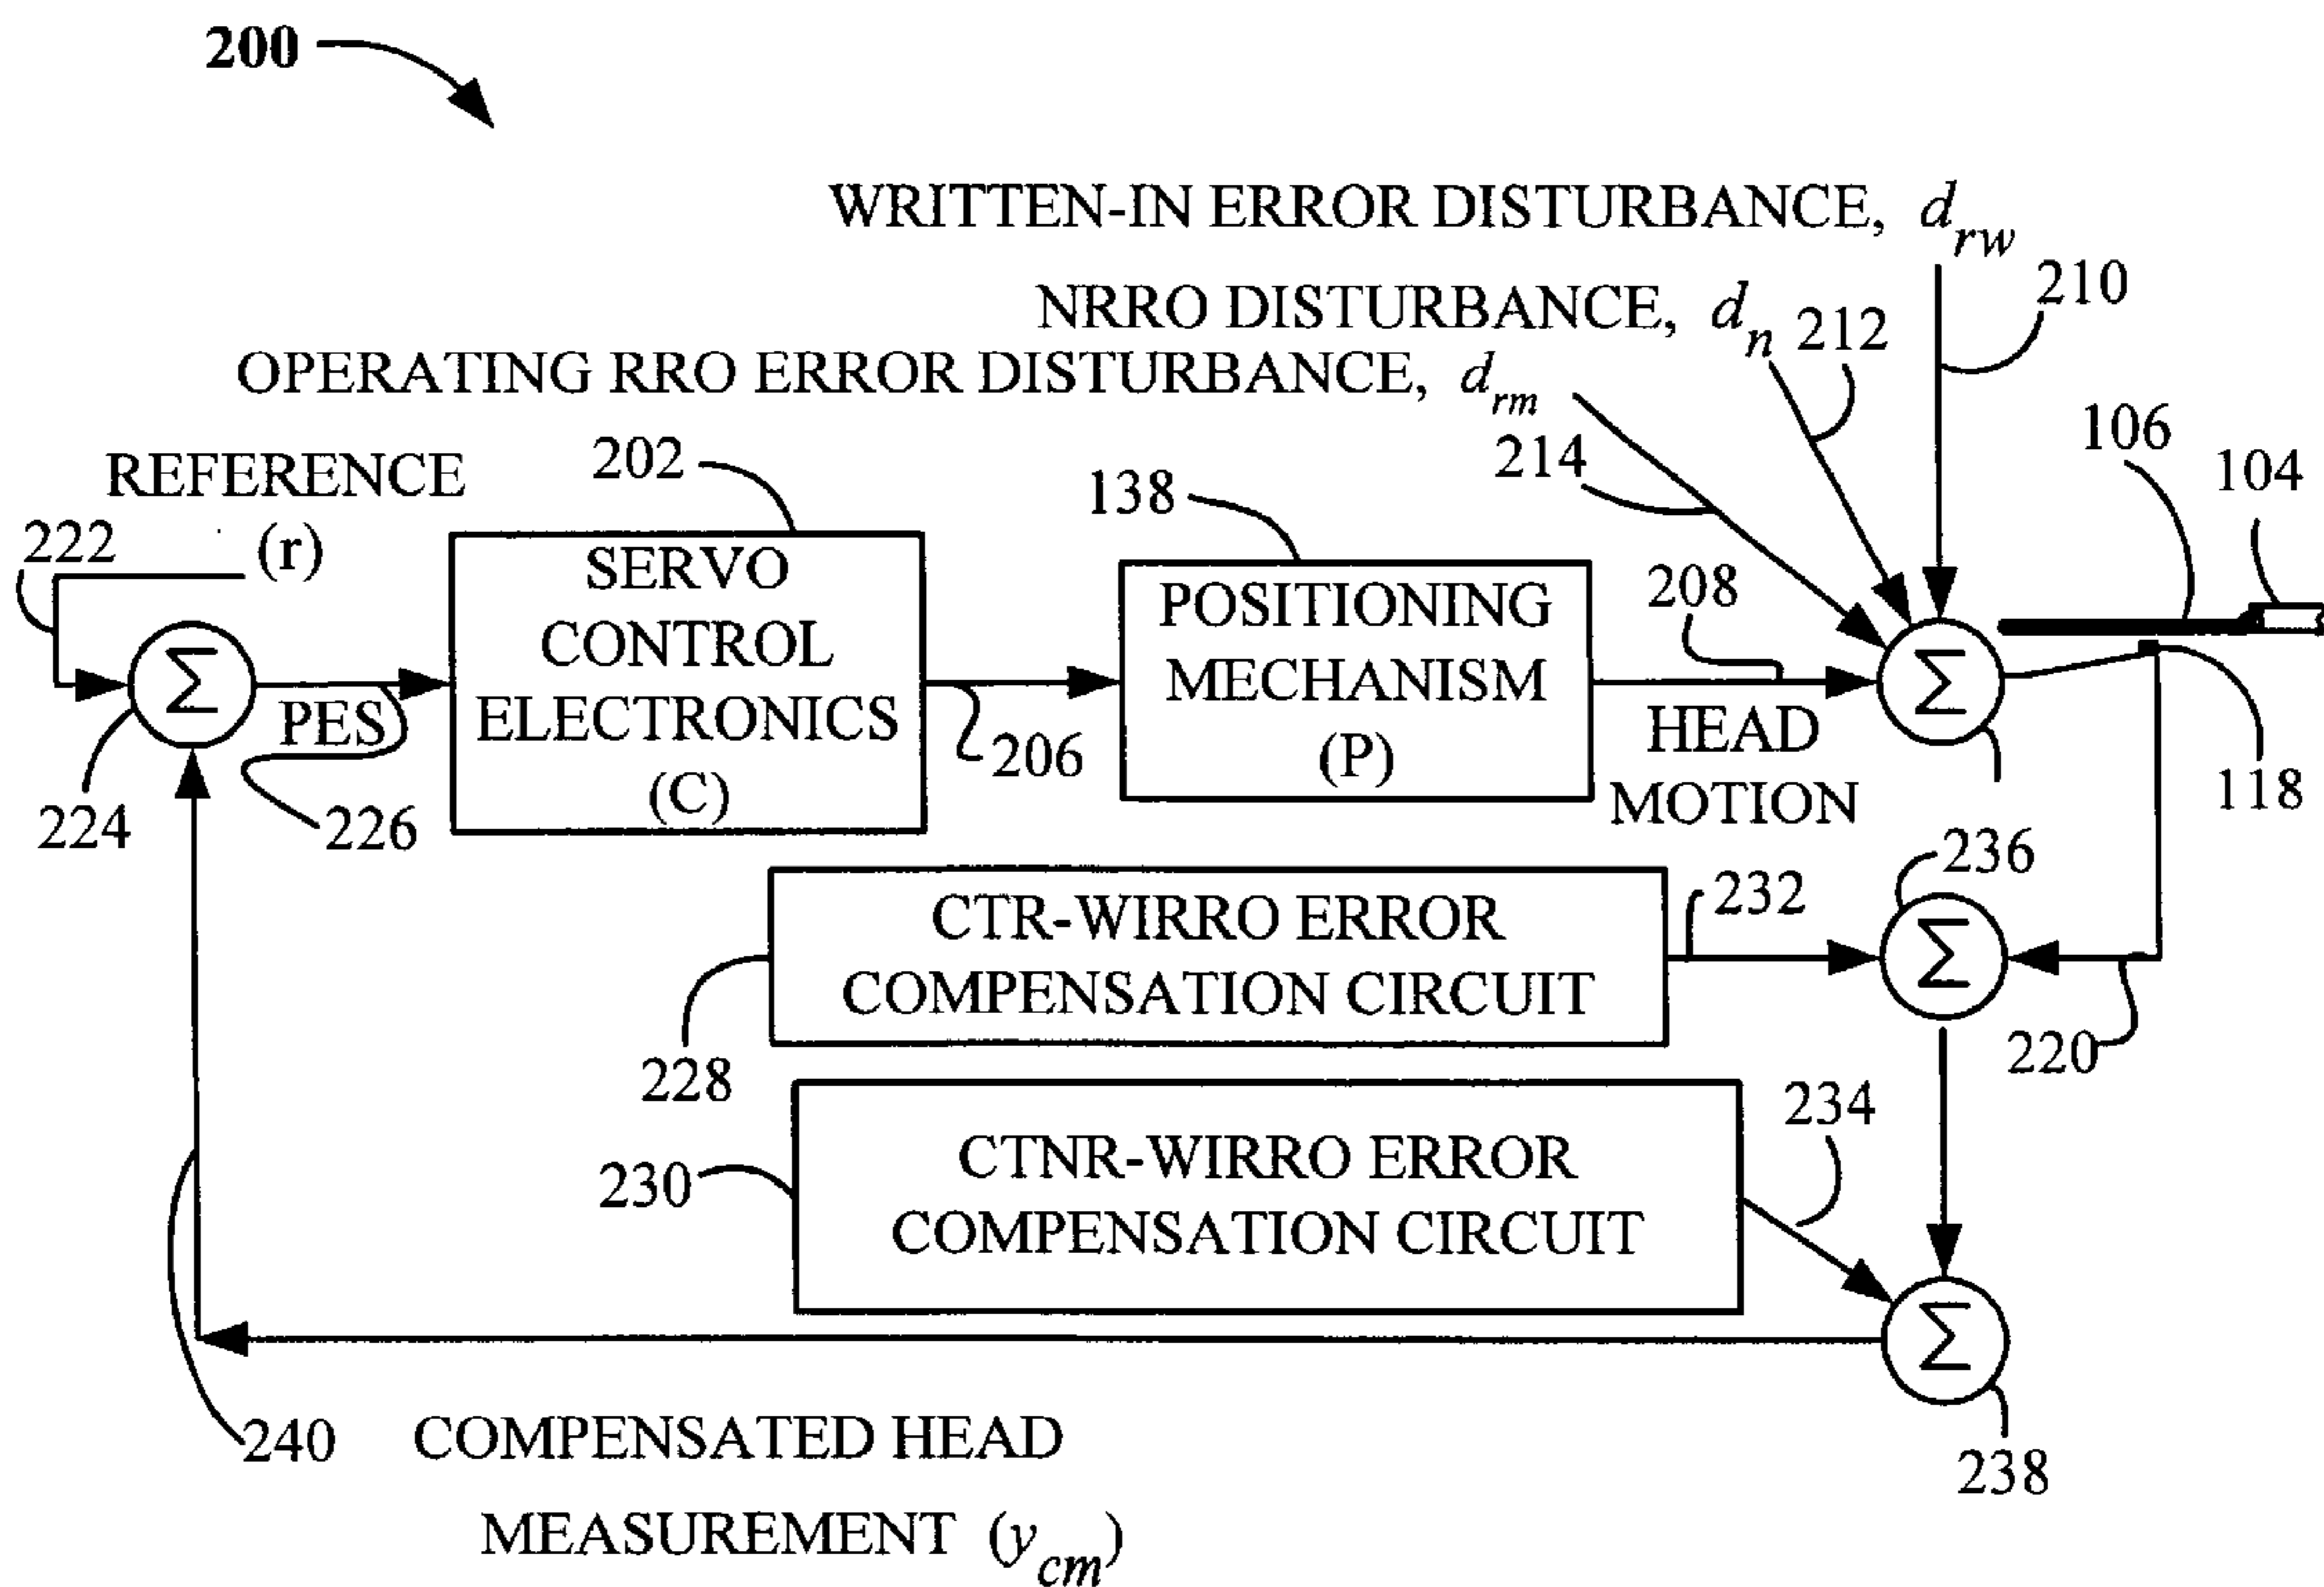 200
WRITTEN-IN ERROR DISTURBANCE, d_rw
210
NRRO DISTURBANCE, d_n 212
OPERATING RRO ERROR DISTURBANCE, d_rm
214
106
104
REFERENCE
(r)
222
202
138
SERVO
CONTROL
ELECTRONICS
(C)
POSITIONING
MECHANISM
(P)
208
Σ
Σ
PES
HEAD
MOTION
206
118
224
226
236
CTR-WIRRO ERROR
COMPENSATION CIRCUIT
232
Σ
228
220
234
230
CTNR-WIRRO ERROR
COMPENSATION CIRCUIT
Σ
240
COMPENSATED HEAD
MEASUREMENT (y_cm)
238